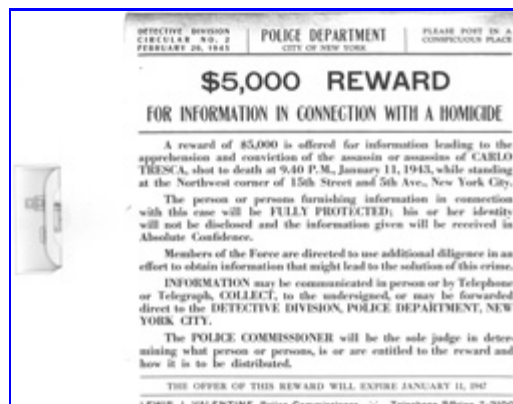 DETECTIVE DIVISION
CIRCULAR NO. 2
FEBRUARY 26, 1945
POLICE DEPARTMENT
CITY OF NEW YORK
PLEASE POST IN A
CONSPICUOUS PLACE
$5,000 REWARD
FOR INFORMATION IN CONNECTION WITH A HOMICIDE
A reward of $5,000 is offered for information leading to the
apprehension and conviction of the assassin or assassins of CARLO
TRESCA, shot to death at 9.40 P.M., January 11, 1943, while standing
at the Northwest corner of 15th Street and 5th Ave., New York City.
The person or persons furnishing information in connection
with this case will be FULLY PROTECTED; his or her identity
will not be disclosed and the information given will be received in
Absolute Confidence.
Members of the Force are directed to use additional diligence in an
effort to obtain information that might lead to the solution of this crime.
INFORMATION may be communicated in person or by Telephone
or Telegraph, COLLECT, to the undersigned, or may be forwarded
direct to the DETECTIVE DIVISION, POLICE DEPARTMENT, NEW
YORK CITY.
The POLICE COMMISSIONER will be the sole judge in deter-
mining what person or persons, is or are entitled to the reward and
how it is to be distributed.
THE OFFER OF THIS REWARD WILL EXPIRE JANUARY 11, 1947
LEWIS J. VALENTINE, Police Commissioner